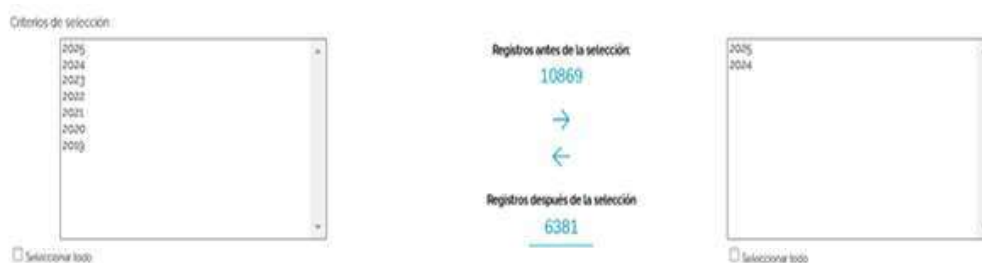 Criterios de selección
2025
2024
2023
2022
2021
2020
2019
Seleccionar todo
Registros antes de la selección
10869
→
←
Registros después de la selección
6381
2025
2024
Seleccionar todo